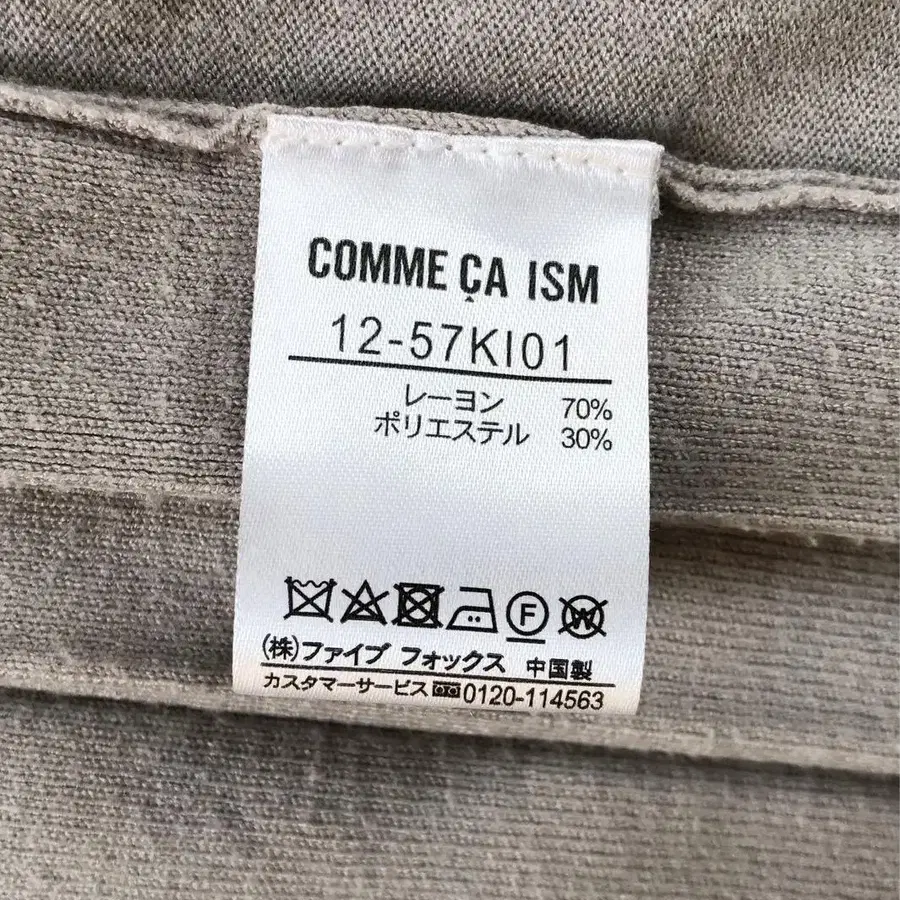 COMME ÇA ISM
12-57KI01
レーヨン 70%
ポリエステル 30%
F W
(株)ファイブ フォックス 中国製
カスタマーサービス 0120-114563